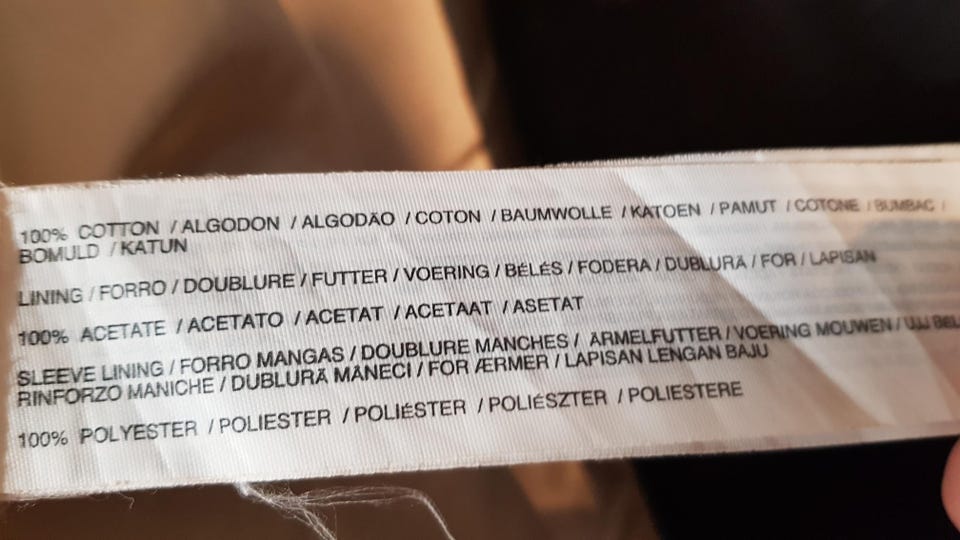 100% COTTON / ALGODON / ALGODÃO / COTON / BAUMWOLLE / KATOEN / PAMUT / COTONE / BUMBAC /
BOMULD / KATUN
LINING / FORRO / DOUBLURE / FUTTER / VOERING / BÉLÉS / FODERA / DUBLURĂ / FOR / LAPISAN
100% ACETATE / ACETATO / ACETAT / ACETAAT / ASETAT
SLEEVE LINING / FORRO MANGAS / DOUBLURE MANCHES / ÄRMELFUTTER / VOERING MOUWEN / UJJ
RINFORZO MANICHE / DUBLURĂ MÂNECI / FOR ÆRMER / LAPISAN LENGAN BAJU
100% POLYESTER / POLIESTER / POLIÉSTER / POLIÉSZTER / POLIESTERE